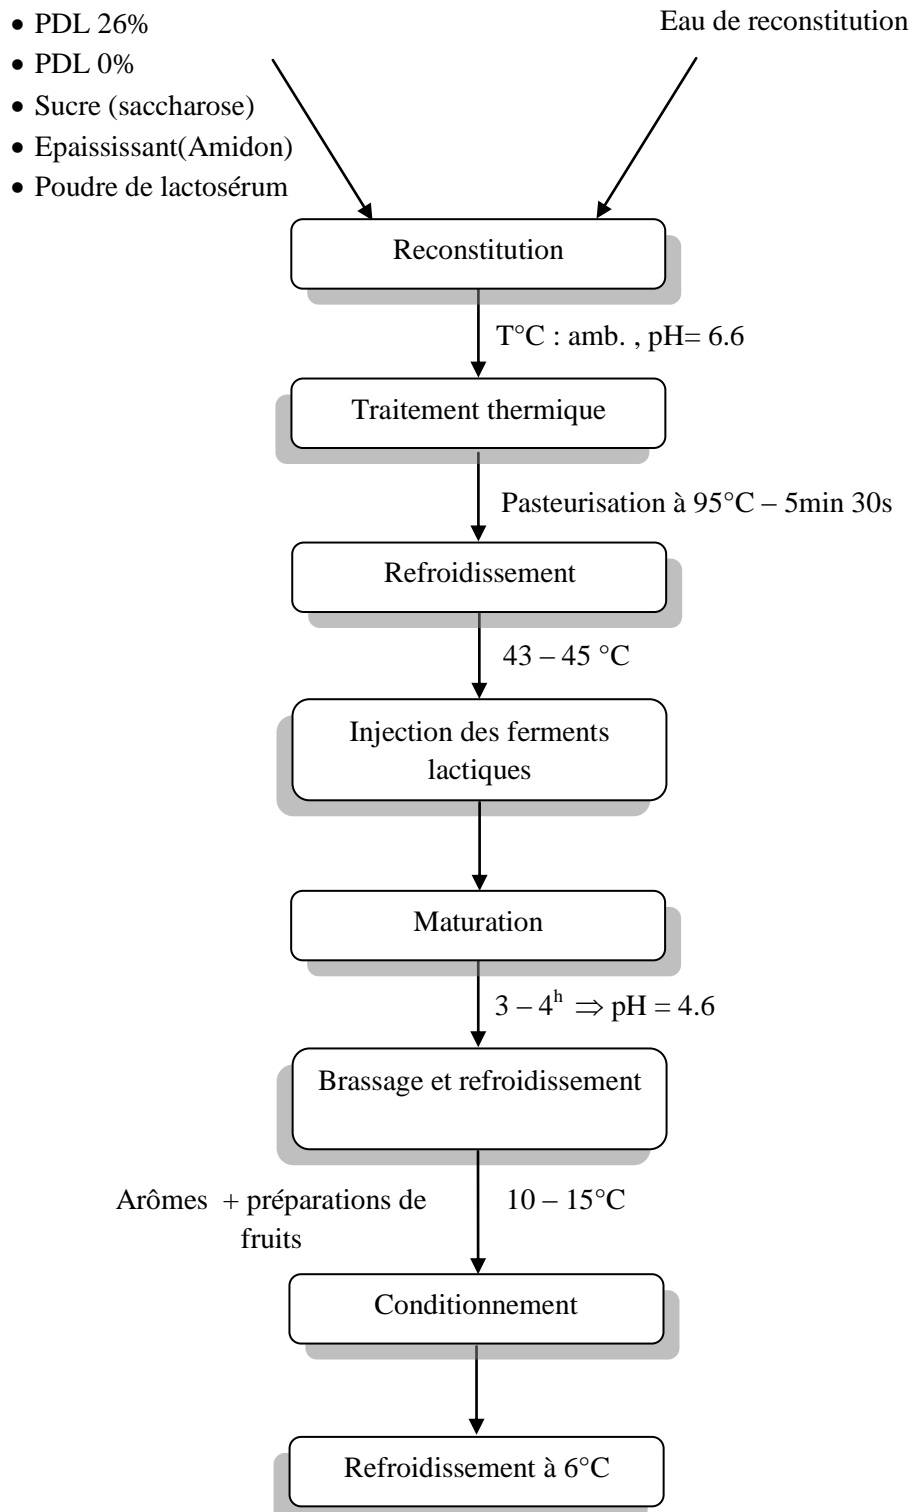 • PDL 26%
• PDL 0%
• Sucre (saccharose)
• Epaississant(Amidon)
• Poudre de lactosérum
Eau de reconstitution
Reconstitution
T°C : amb. , pH= 6.6
Traitement thermique
Pasteurisation à 95°C – 5min 30s
Refroidissement
43 – 45 °C
Injection des ferments
lactiques
Maturation
3 – 4ʰ ⇒ pH = 4.6
Brassage et refroidissement
Arômes + préparations de
fruits
10 – 15°C
Conditionnement
Refroidissement à 6°C